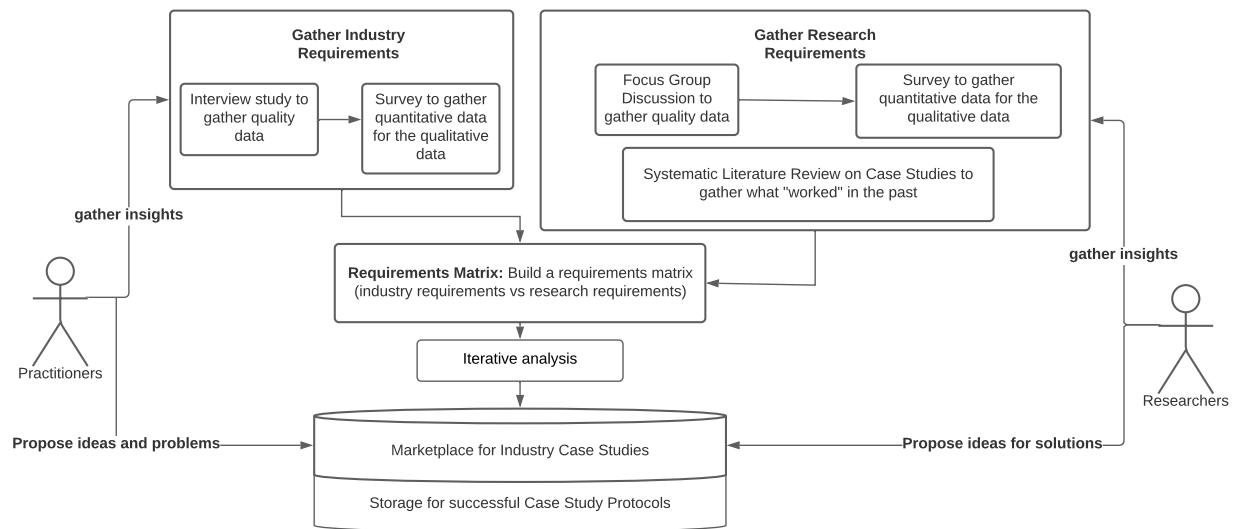 Gather Industry
Requirements
Interview study to
gather quality
data
Survey to gather
quantitative data
for the qualitative
data
Gather Research
Requirements
Focus Group
Discussion to
gather quality data
Survey to gather
quantitative data for the
qualitative data
Systematic Literature Review on Case Studies to
gather what "worked" in the past
gather insights
gather insights
Requirements Matrix: Build a requirements matrix
(industry requirements vs research requirements)
Iterative analysis
Practitioners
Researchers
Propose ideas and problems
Propose ideas for solutions
Marketplace for Industry Case Studies
Storage for successful Case Study Protocols